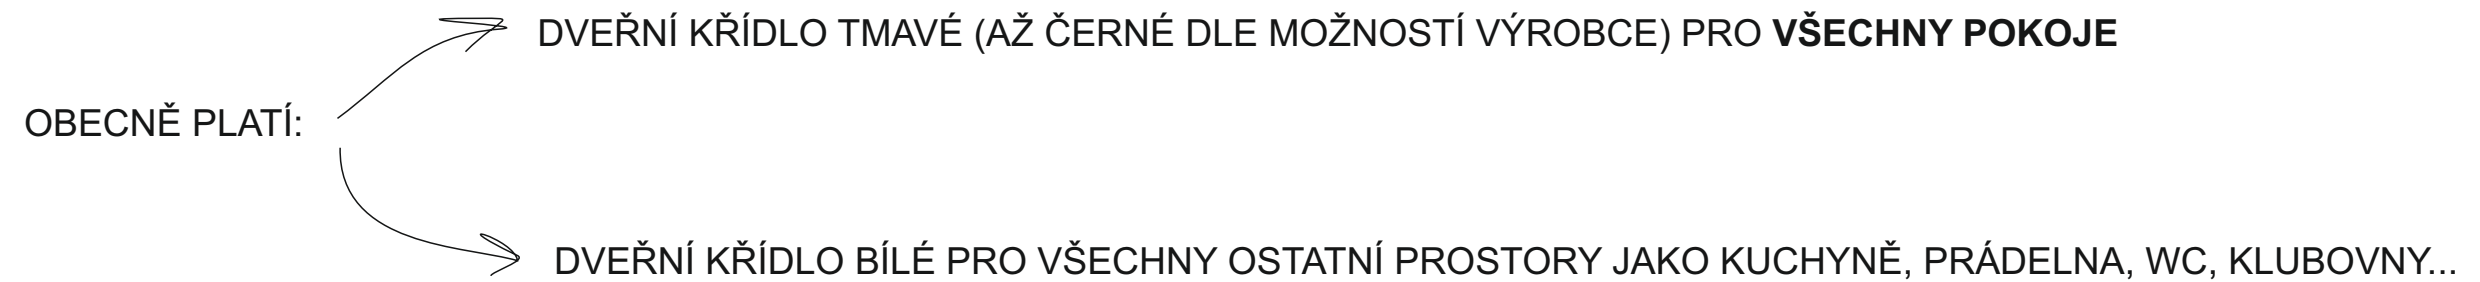 DVEŘNÍ KŘÍDLO TMAVÉ (AŽ ČERNÉ DLE MOŽNOSTÍ VÝROBCE) PRO VŠECHNY POKOJE
OBECNĚ PLATÍ:
DVEŘNÍ KŘÍDLO BÍLÉ PRO VŠECHNY OSTATNÍ PROSTORY JAKO KUCHYNĚ, PRÁDELNA, WC, KLUBOVNY...